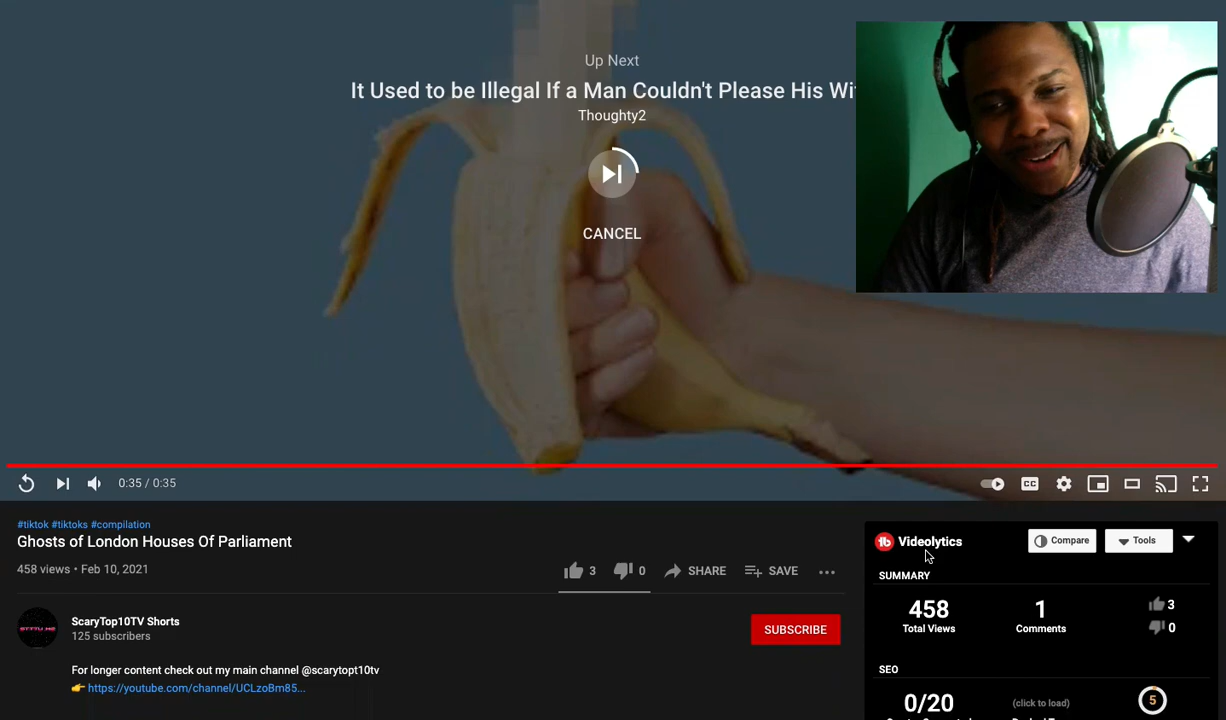 Up Next
It Used to be Illegal If a Man Couldn't Please His
Thoughty2
CANCEL
0:35 / 0:35
CC
#tiktok #tiktoks #compilation
Ghosts of London Houses Of Parliament
458 views • Feb 10, 2021
3
0
SHARE
SAVE
ScaryTop10TV Shorts
125 subscribers
SUBSCRIBE
For longer content check out my main channel @scarytopt10tv
👉 https://youtube.com/channel/UCLzoBm85...
tb Videolytics
Compare
Tools
SUMMARY
458
Total Views
1
Comments
3
0
SEO
0/20
(click to load)
5